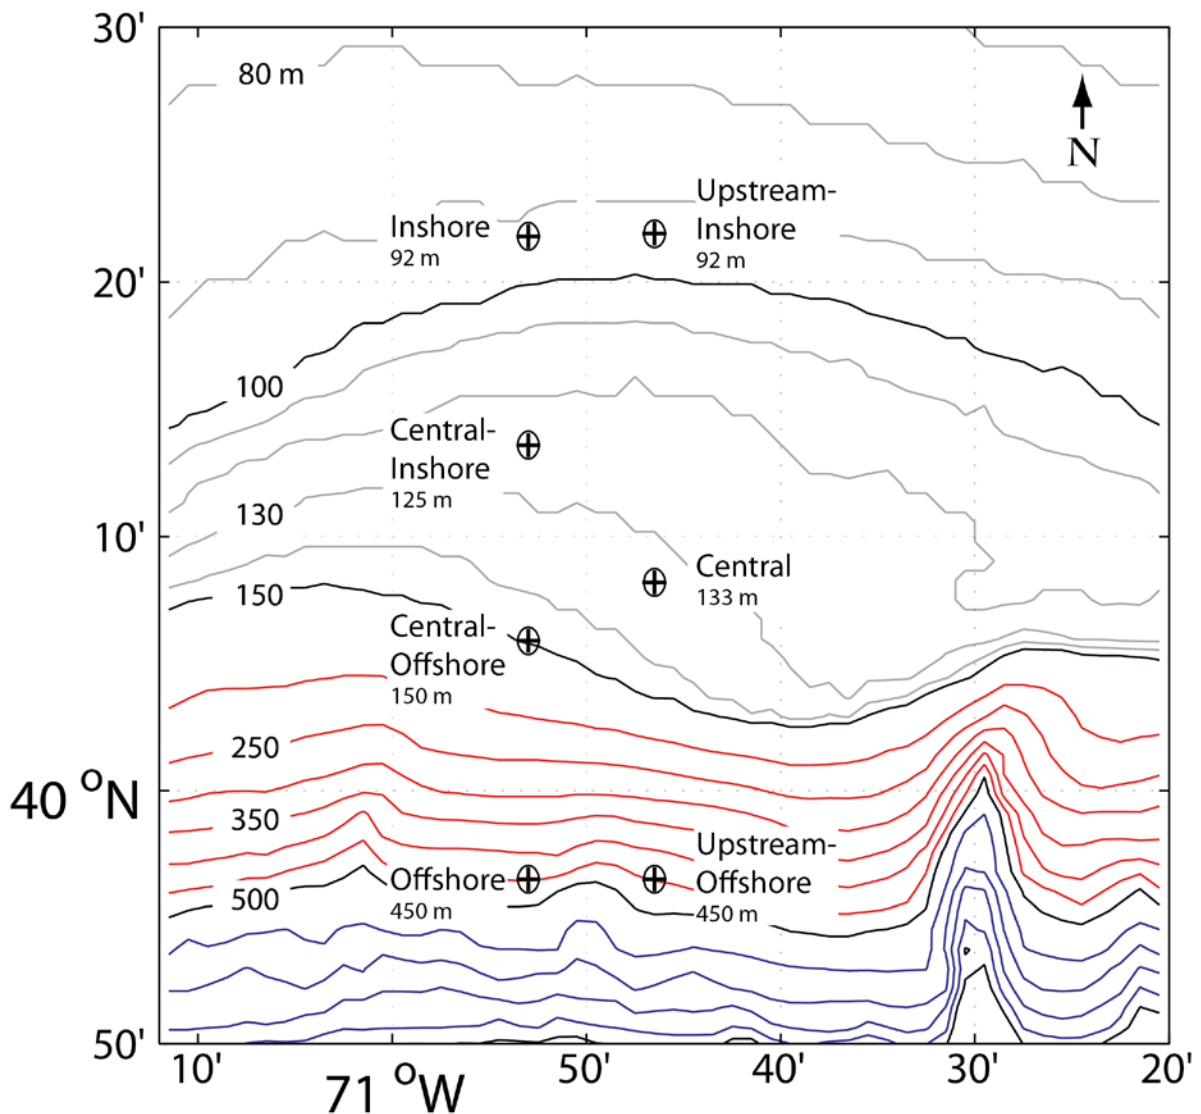 30'
80 m
N
Upstream-
Inshore
92 m
Inshore
92 m
20'
100
Central-
Inshore
125 m
130
10'
Central
133 m
150
Central-
Offshore
150 m
250
40 °N
350
Upstream-
Offshore
450 m
Offshore
450 m
500
50'
10'
71 °W
50'
40'
30'
20'